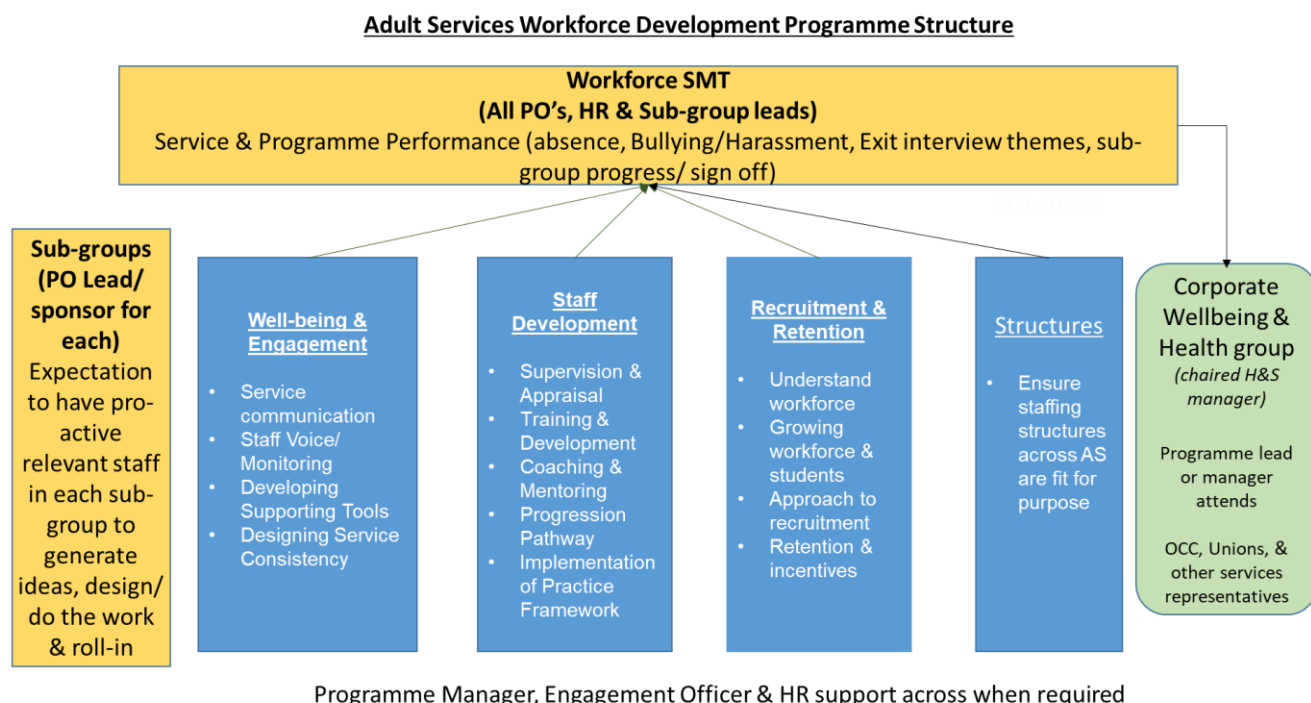 Adult Services Workforce Development Programme Structure
Workforce SMT
(All PO's, HR & Sub-group leads)
Service & Programme Performance (absence, Bullying/Harassment, Exit interview themes, sub-
group progress/ sign off)
Sub-groups
(PO Lead/
sponsor for
each)
Expectation
to have pro-
active
relevant staff
in each sub-
group to
generate
ideas, design/
do the work
& roll-in
Well-being &
Engagement
• Service
communication
• Staff Voice/
Monitoring
• Developing
Supporting Tools
• Designing Service
Consistency
Staff
Development
• Supervision &
Appraisal
• Training &
Development
• Coaching &
Mentoring
• Progression
Pathway
• Implementation
of Practice
Framework
Recruitment &
Retention
• Understand
workforce
• Growing
workforce &
students
• Approach to
recruitment
• Retention &
incentives
Structures
• Ensure
staffing
structures
across AS
are fit for
purpose
Corporate
Wellbeing &
Health group
(chaired H&S
manager)
Programme lead
or manager
attends
OCC, Unions, &
other services
representatives
Programme Manager, Engagement Officer & HR support across when required